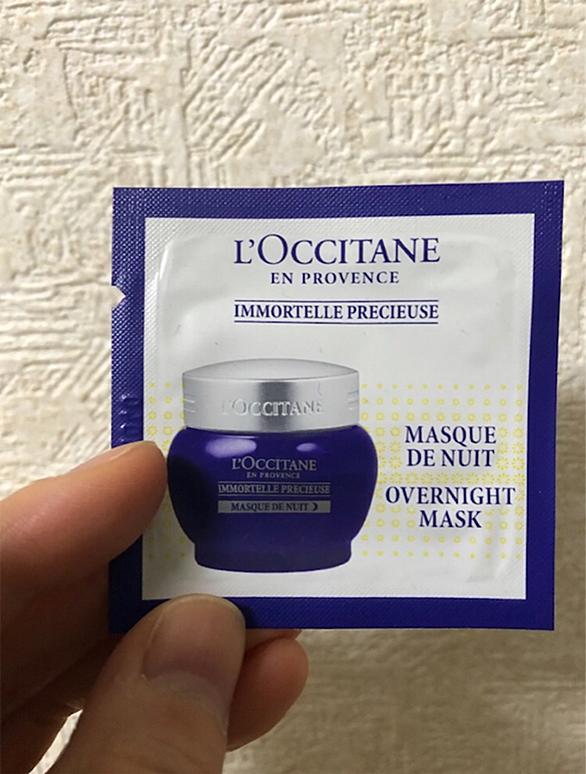 L'OCCITANE
EN PROVENCE
IMMORTELLE PRECIEUSE
L'OCCITANE
L'OCCITANE
EN PROVENCE
IMMORTELLE PRECIEUSE
MASQUE DE NUIT
MASQUE
DE NUIT
OVERNIGHT
MASK